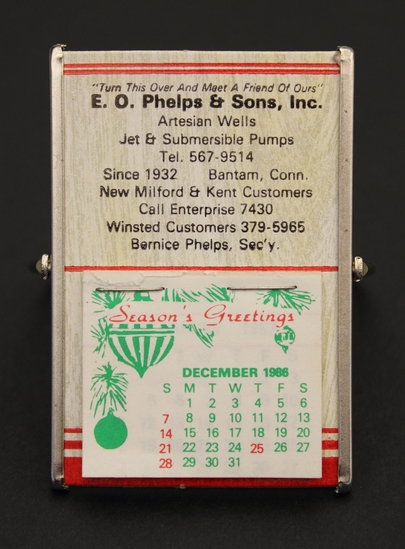 "Turn This Over And Meet A Friend Of Ours"
E. O. Phelps & Sons, Inc.
Artesian Wells
Jet & Submersible Pumps
Tel. 567-9514
Since 1932 Bantam, Conn.
New Milford & Kent Customers
Call Enterprise 7430
Winsted Customers 379-5965
Bernice Phelps, Sec'y.
Season's Greetings
DECEMBER 1986
S M T W T F S
1 2 3 4 5 6
7 8 9 10 11 12 13
14 15 16 17 18 19 20
21 22 23 24 25 26 27
28 29 30 31